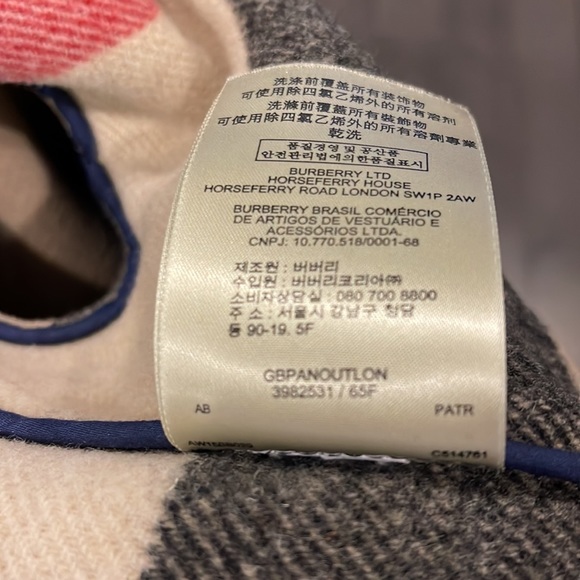 洗滌前覆蓋所有裝飾物
可使用除四氯乙烯外的所有溶剂
洗滌前覆蓋所有裝飾物
可使用除四氯乙烯外的所有溶劑專業
乾洗
품질경영 및 공산품
안전관리법에의한품질표시
BURBERRY LTD
HORSEFERRY HOUSE
HORSEFERRY ROAD LONDON SW1P 2AW
BURBERRY BRASIL COMÉRCIO
DE ARTIGOS DE VESTUÁRIO E
ACESSÓRIOS LTDA.
CNPJ: 10.770.518/0001-68
제조원 : 버버리
수입원 : 버버리코리아㈜
소비자상담실 : 080 700 8800
주 소 : 서울시 강남구 청담
동 90-19. 5F
GBPANOUTLON
3982531 / 65F
AB PATR
C514761